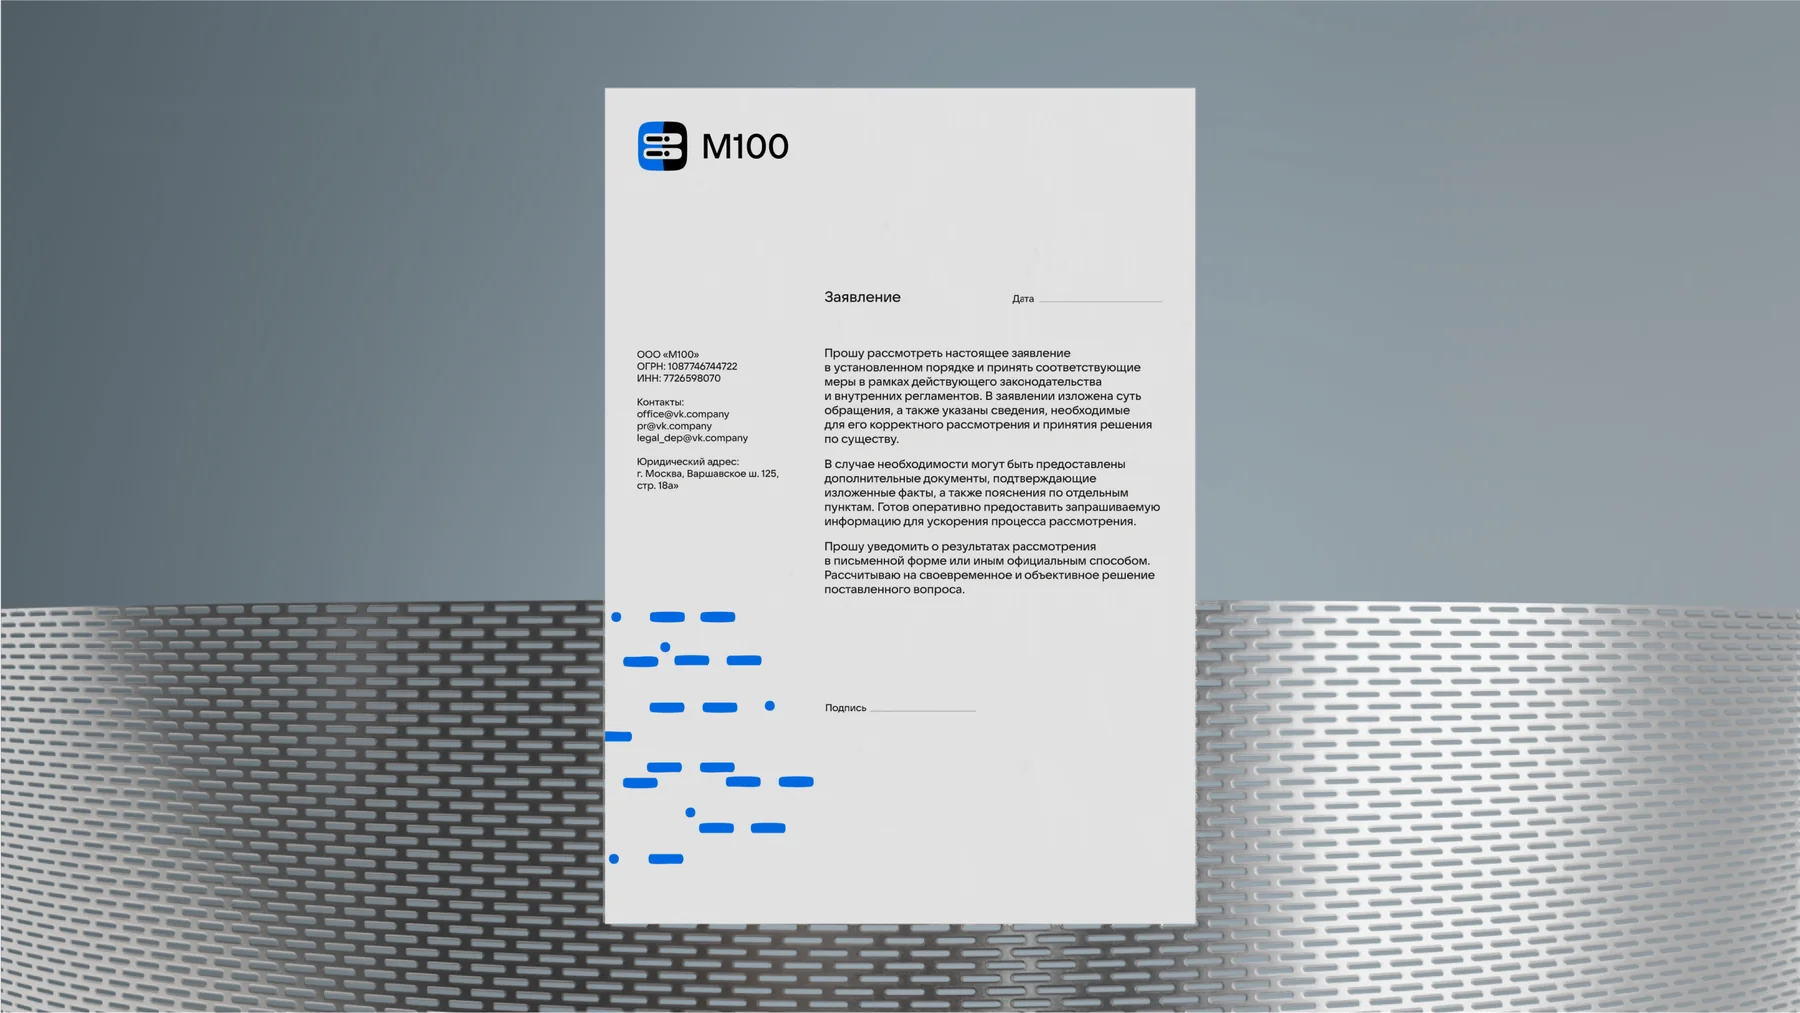 M100
Заявление
Дата
ООО «М100»
ОГРН: 1087746744722
ИНН: 7726598070
Контакты:
office@vk.company
pr@vk.company
legal_dep@vk.company
Юридический адрес:
г. Москва, Варшавское ш. 125,
стр. 18а»
Прошу рассмотреть настоящее заявление
в установленном порядке и принять соответствующие
меры в рамках действующего законодательства
и внутренних регламентов. В заявлении изложена суть
обращения, а также указаны сведения, необходимые
для его корректного рассмотрения и принятия решения
по существу.
В случае необходимости могут быть предоставлены
дополнительные документы, подтверждающие
изложенные факты, а также пояснения по отдельным
пунктам. Готов оперативно предоставить запрашиваемую
информацию для ускорения процесса рассмотрения.
Прошу уведомить о результатах рассмотрения
в письменной форме или иным официальным способом.
Рассчитываю на своевременное и объективное решение
поставленного вопроса.
Подпись